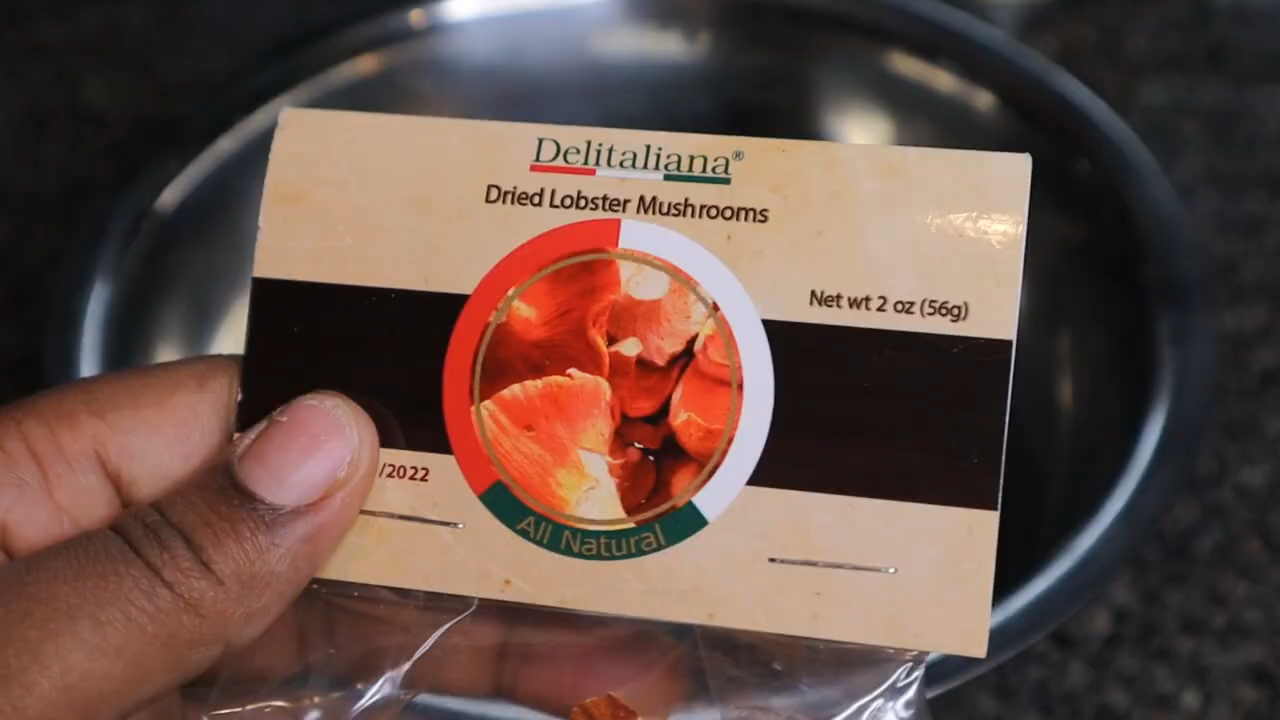 Delitaliana®
Dried Lobster Mushrooms
Net wt 2 oz (56g)
/2022
All Natural